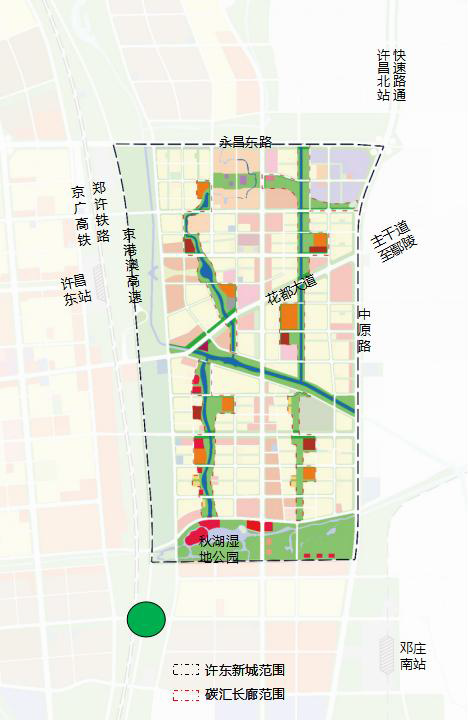 许昌北站
快速路通
永昌东路
京广高铁
郑许铁路
京港澳高速
主干道
至鄢陵
许昌
东站
花都大道
中原路
秋湖湿
地公园
邓庄
南站
许东新城范围
碳汇长廊范围